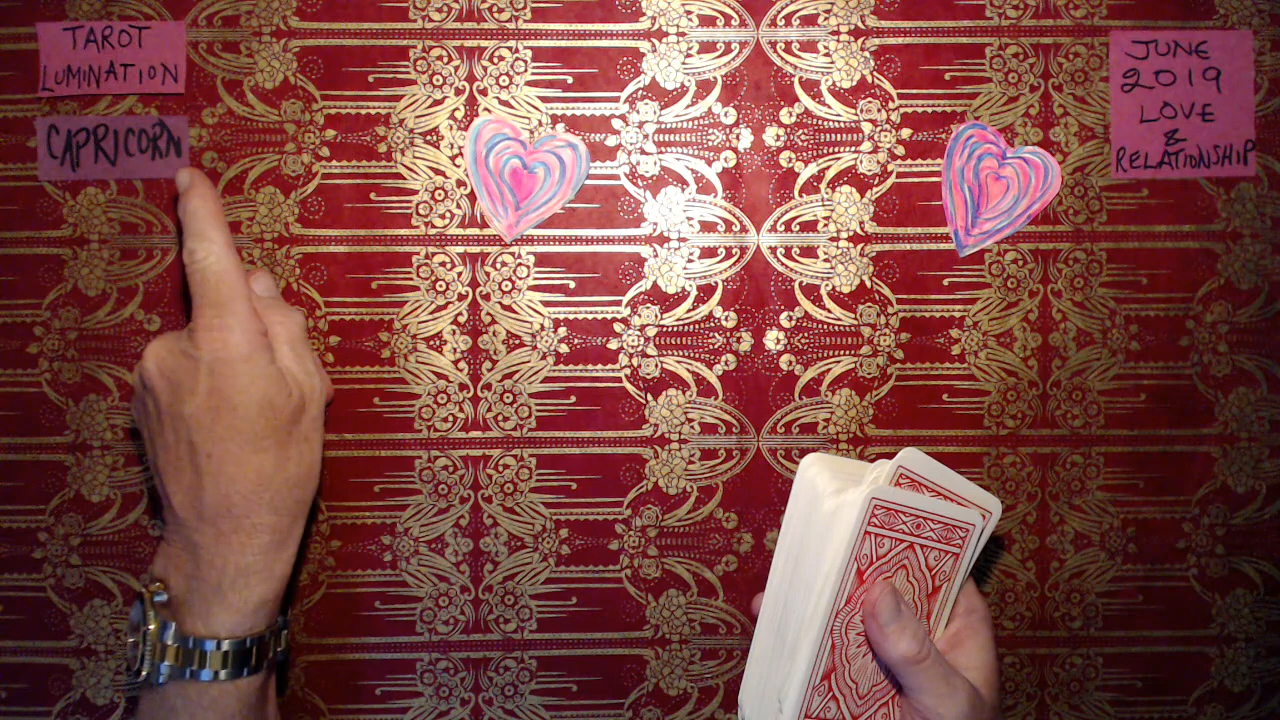 TAROT
LUMINATION
CAPRICORN
JUNE
2019
LOVE
&
RELATIONSHIP